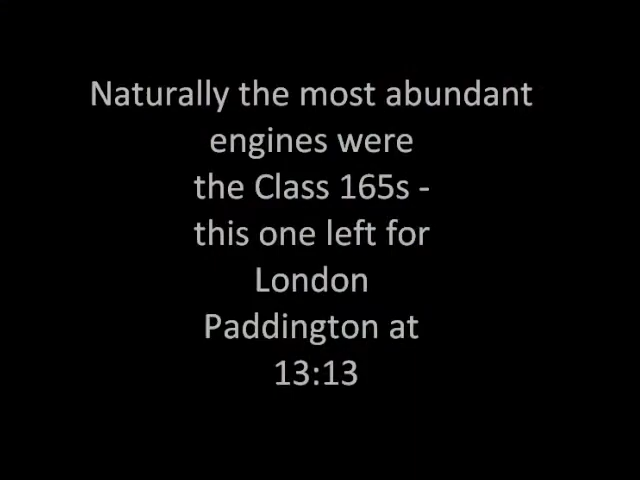 Naturally the most abundant
engines were
the Class 165s -
this one left for
London
Paddington at
13:13